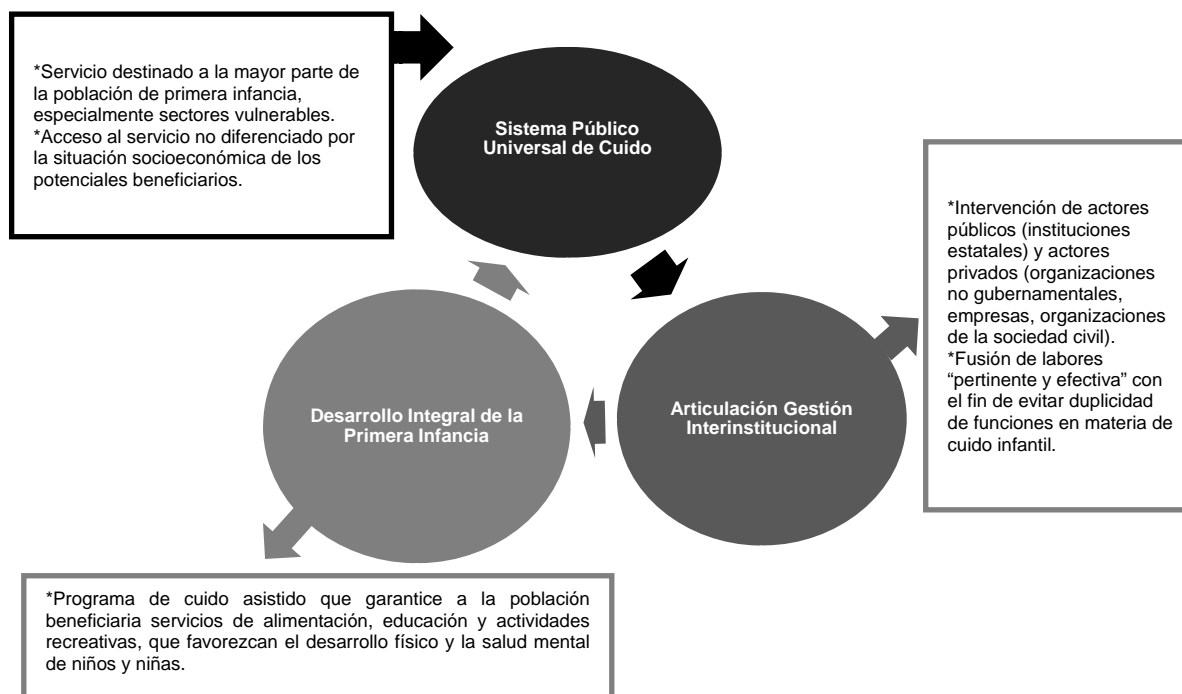 *Servicio destinado a la mayor parte de
la población de primera infancia,
especialmente sectores vulnerables.
*Acceso al servicio no diferenciado por
la situación socioeconómica de los
potenciales beneficiarios.
Sistema Público
Universal de Cuido
*Intervención de actores
públicos (instituciones
estatales) y actores
privados (organizaciones
no gubernamentales,
empresas, organizaciones
de la sociedad civil).
*Fusión de labores
“pertinente y efectiva” con
el fin de evitar duplicidad
de funciones en materia de
cuido infantil.
Desarrollo Integral de la
Primera Infancia
Articulación Gestión
Interinstitucional
*Programa de cuido asistido que garantice a la población
beneficiaria servicios de alimentación, educación y actividades
recreativas, que favorezcan el desarrollo físico y la salud mental
de niños y niñas.